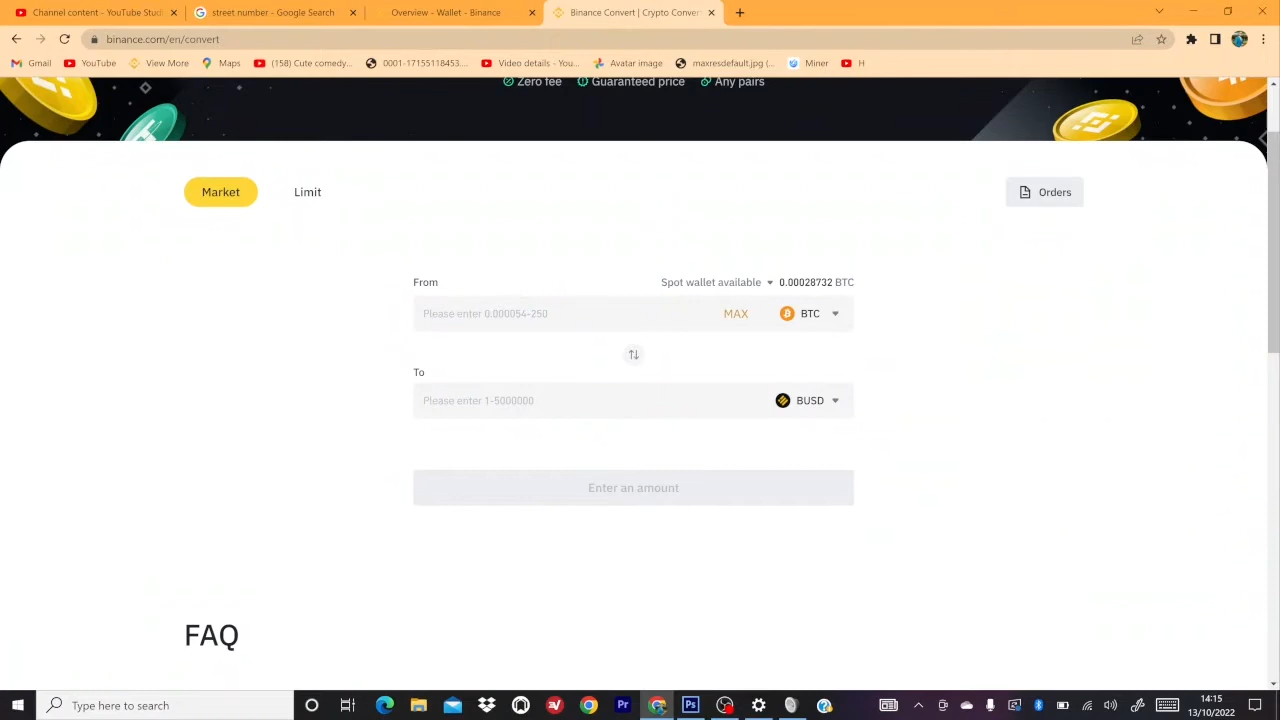 Channel content - YouTube Studi
street number - Google Search
Overview - Wallet - Binance
Binance Convert | Crypto Conver
binance.com/en/convert
Gmail
YouTube
View More
Maps
(158) Cute comedy...
0001-17155118453....
Video details - You...
Avatar image
maxresdefault.jpg (...
Miner
H
Zero fee
Guaranteed price
Any pairs
Market
Limit
Orders
From
Spot wallet available
0.00028732 BTC
Please enter 0.000054-250
MAX
BTC
To
Please enter 1-5000000
BUSD
Enter an amount
FAQ
Type here to search
Pr
Ps
14:15
13/10/2022